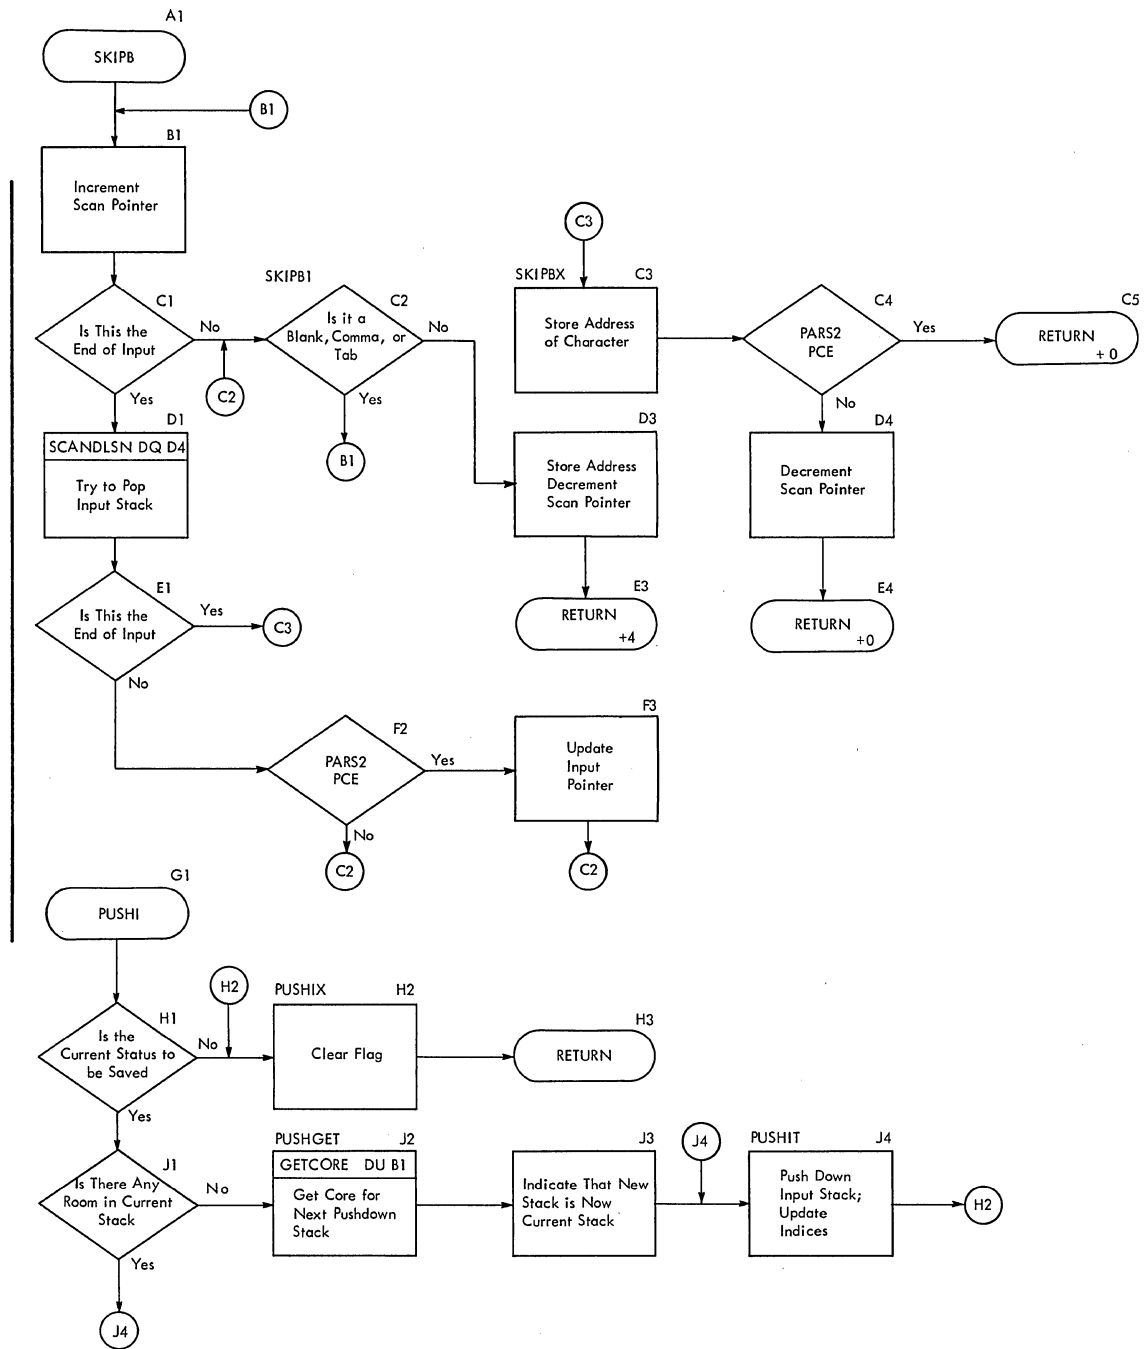 A1
SKIPB
B1
B1
Increment
Scan Pointer
C3
SKIPB1
SKIPBX
C3
C1
Is This the
End of Input
No
Yes
C2
C2
Is it a
Blank, Comma, or
Tab
No
Yes
B1
Store Address
of Character
C4
PARS2
PCE
Yes
No
C5
RETURN
+ 0
D1
SCANDLSN DQ D4
Try to Pop
Input Stack
D3
Store Address
Decrement
Scan Pointer
D4
Decrement
Scan Pointer
E1
Is This the
End of Input
Yes
No
C3
E3
RETURN
+4
E4
RETURN
+0
F2
PARS2
PCE
Yes
No
C2
F3
Update
Input
Pointer
C2
G1
PUSHI
H1
Is the
Current Status to
be Saved
No
Yes
H2
PUSHIX H2
Clear Flag
H3
RETURN
J1
Is There Any
Room in Current
Stack
No
Yes
J4
PUSHGET J2
GETCORE DU B1
Get Core for
Next Pushdown
Stack
J3
Indicate That New
Stack is Now
Current Stack
J4
PUSHIT J4
Push Down
Input Stack;
Update
Indices
H2